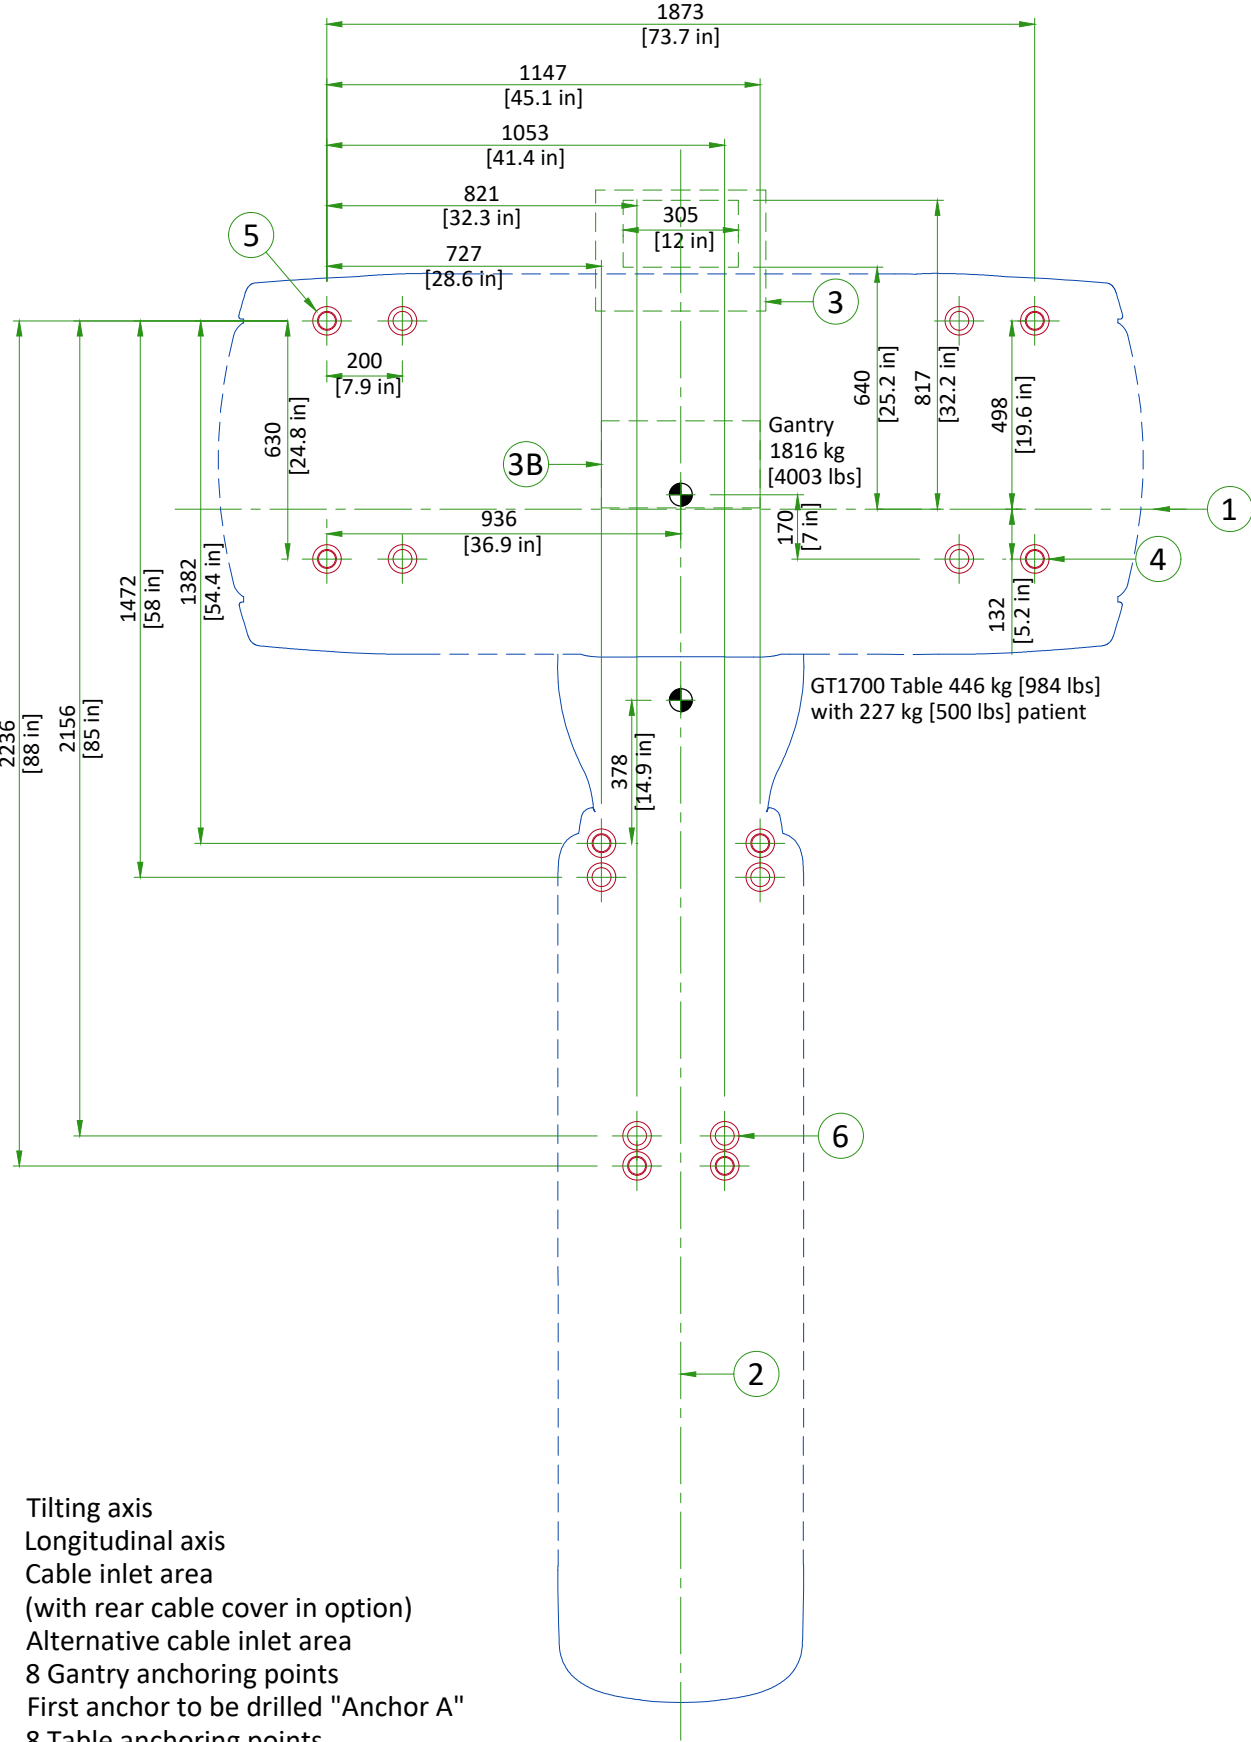 1873
[73.7 in]
1147
[45.1 in]
1053
[41.4 in]
821
[32.3 in]
305
[12 in]
5
727
[28.6 in]
3
200
[7.9 in]
630
[24.8 in]
640
[25.2 in]
817
[32.2 in]
498
[19.6 in]
Gantry
1816 kg
[4003 lbs]
3B
1
936
[36.9 in]
170
[7 in]
4
132
[5.2 in]
1472
[58 in]
1382
[54.4 in]
2236
[88 in]
2156
[85 in]
GT1700 Table 446 kg [984 lbs]
with 227 kg [500 lbs] patient
378
[14.9 in]
6
2
Tilting axis
Longitudinal axis
Cable inlet area
(with rear cable cover in option)
Alternative cable inlet area
8 Gantry anchoring points
First anchor to be drilled "Anchor A"
8 Table anchoring points